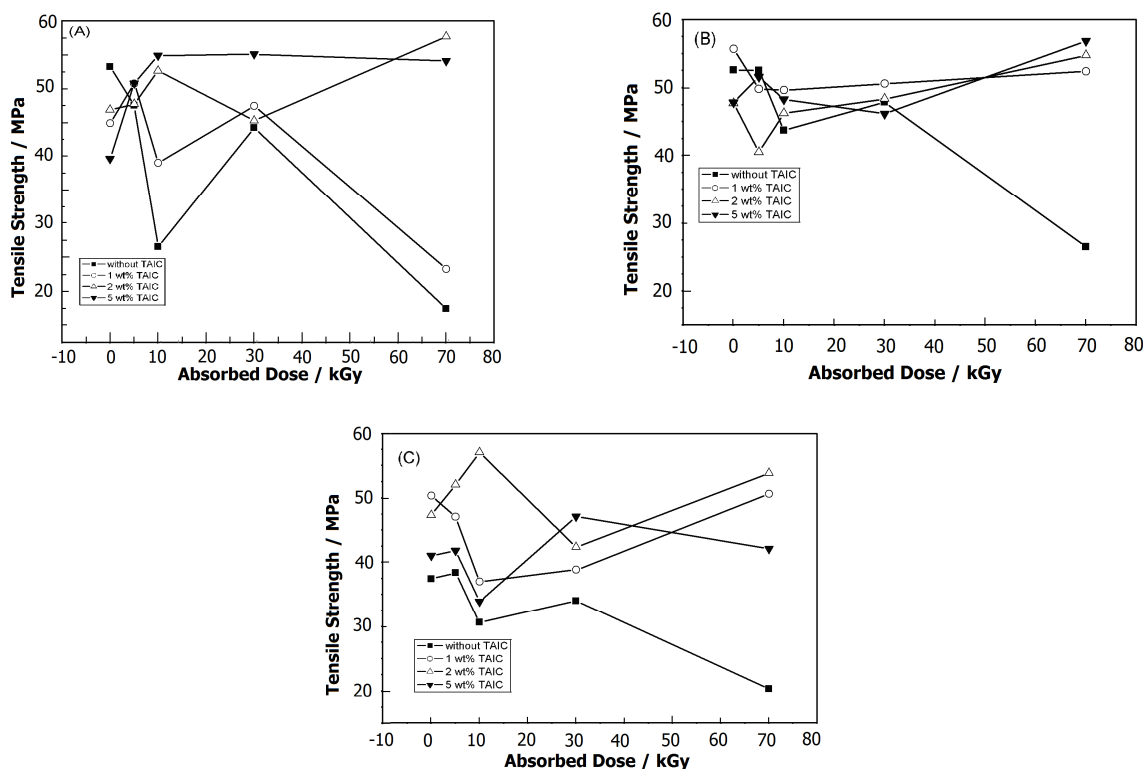 (A)
Tensile Strength / MPa
60
50
40
30
20
without TAIC
1 wt% TAIC
2 wt% TAIC
5 wt% TAIC
-10 0 10 20 30 40 50 60 70 80
Absorbed Dose / kGy
(B)
Tensile Strength / MPa
60
50
40
30
20
without TAIC
1 wt% TAIC
2 wt% TAIC
5 wt% TAIC
-10 0 10 20 30 40 50 60 70 80
Absorbed Dose / kGy
(C)
Tensile Strength / MPa
60
50
40
30
20
without TAIC
1 wt% TAIC
2 wt% TAIC
5 wt% TAIC
-10 0 10 20 30 40 50 60 70 80
Absorbed Dose / kGy